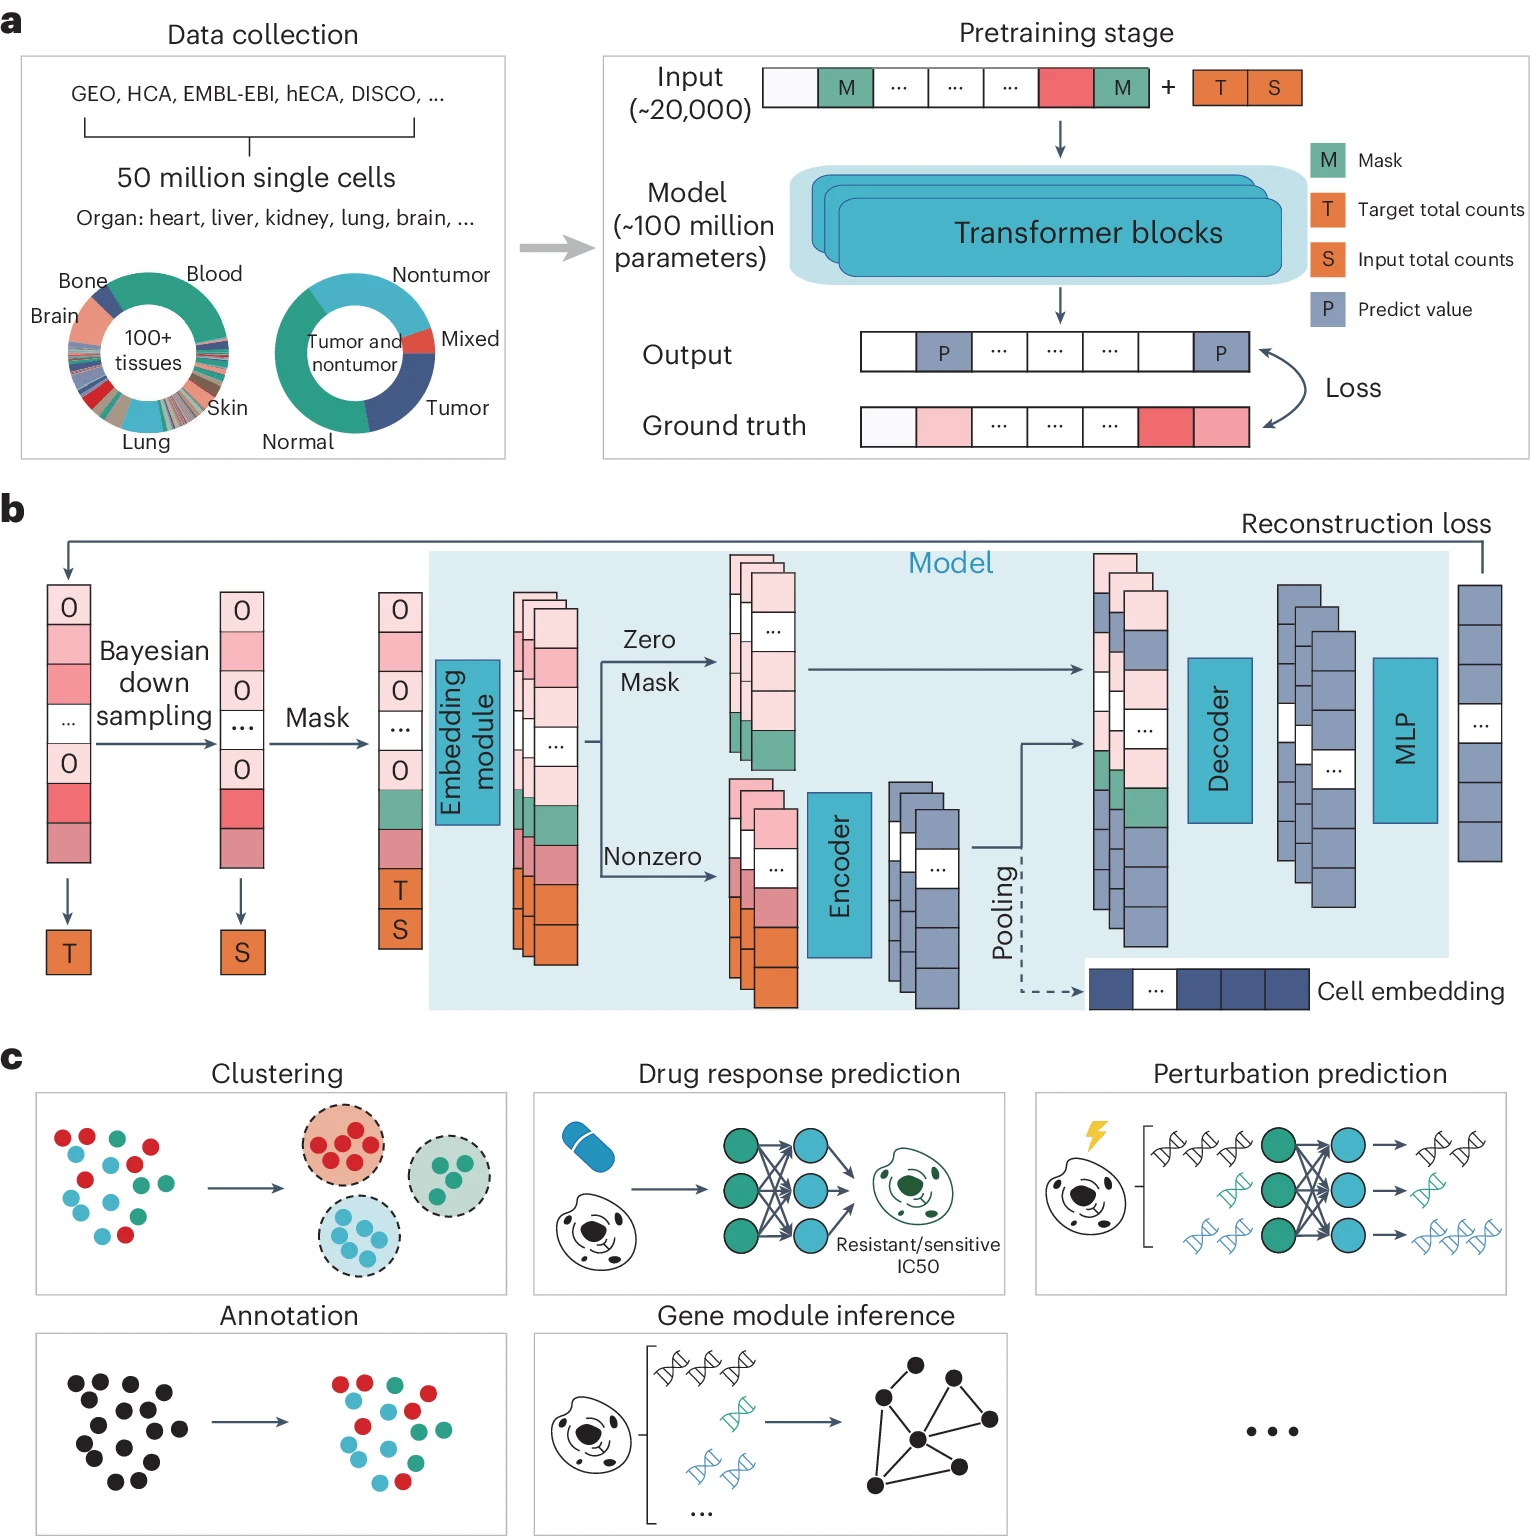 a
Data collection
GEO, HCA, EMBL-EBI, hECA, DISCO, ...
50 million single cells
Organ: heart, liver, kidney, lung, brain, ...
Bone
Blood
Brain
100+
tissues
Skin
Lung
Nontumor
Mixed
Tumor and
nontumor
Tumor
Normal
Pretraining stage
Input
(~20,000)
M ... ... ... M + T S
Model
(~100 million
parameters)
Transformer blocks
M Mask
T Target total counts
S Input total counts
P Predict value
Output
P ... ... ... P
Loss
Ground truth
... ... ...
b
Reconstruction loss
Model
0
...
0
T
Bayesian
down
sampling
0
0
...
0
S
Mask
0
0
...
0
T
S
Embedding
module
...
Zero
Mask
Nonzero
...
...
Encoder
...
Pooling
...
Decoder
...
MLP
...
...
Cell embedding
c
Clustering
Drug response prediction
Resistant/sensitive
IC50
Perturbation prediction
Annotation
Gene module inference
...
...